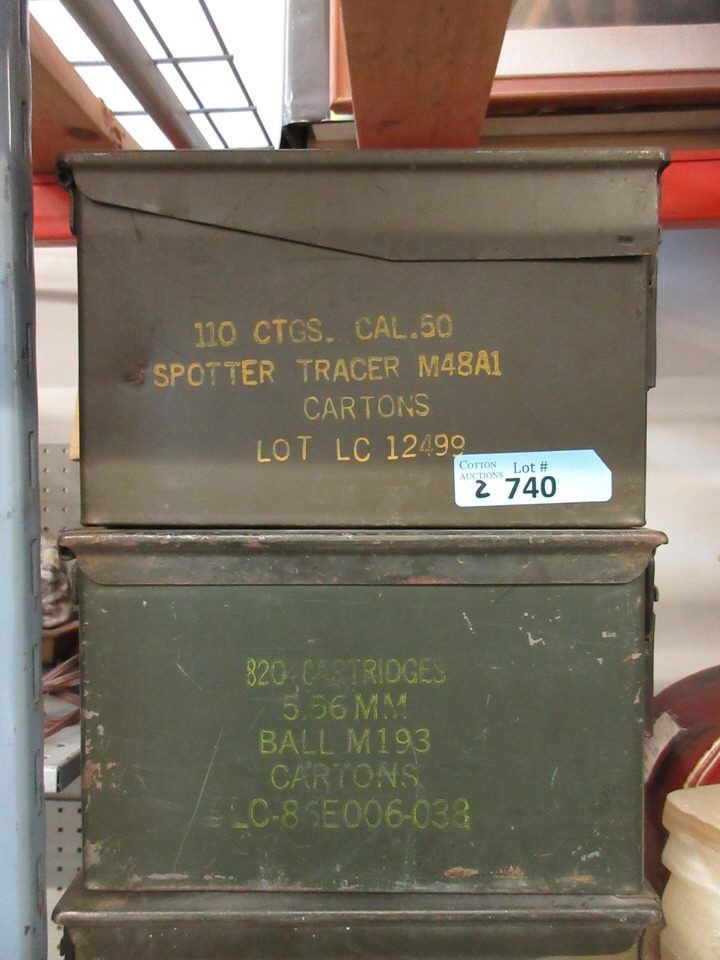 110 CTGS. CAL.50
SPOTTER TRACER M48A1
CARTONS
LOT LC 12499
COTTON AUCTIONS Lot #
2 740
820 CARTRIDGES
5.56 MM
BALL M193
CARTONS